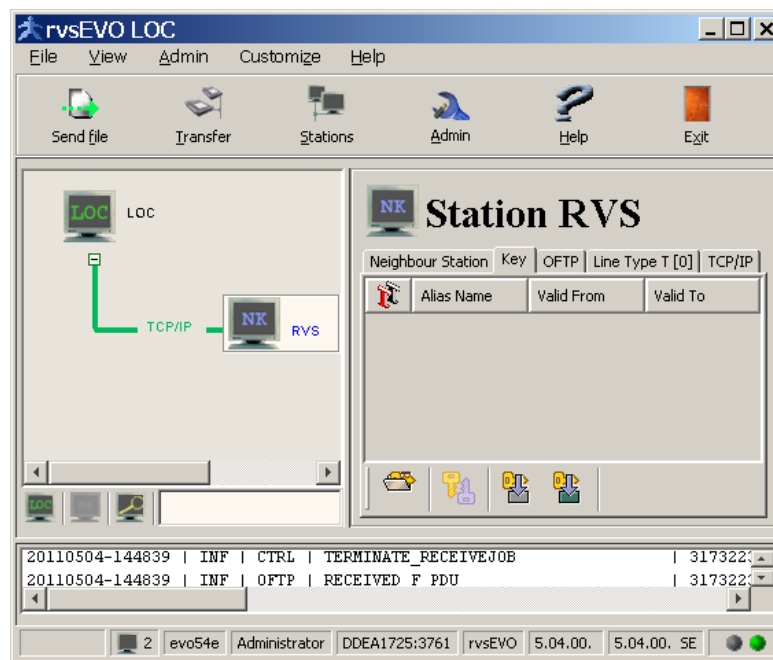 rvsEVO LOC
File View Admin Customize Help
Send file Transfer Stations Admin Help Exit
LOC LOC
TCP/IP NK RVS
NK Station RVS
Neighbour Station Key OFTP Line Type T [0] TCP/IP
Alias Name Valid From Valid To
LOC NK
20110504-144839 | INF | CTRL | TERMINATE_RECEIVEJOB | 3173223
20110504-144839 | INF | OFTP | RECEIVED F PDU | 3173223
2 evo54e Administrator DDEA1725:3761 rvsEVO 5.04.00. 5.04.00. SE